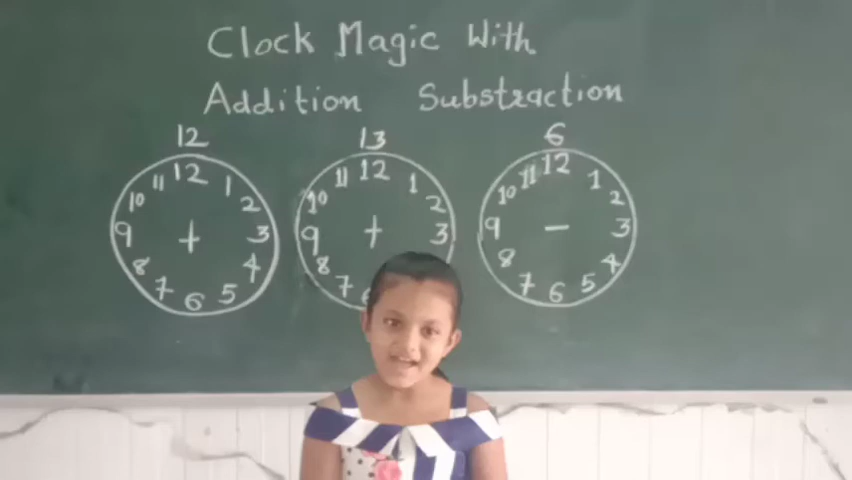 Clock Magic With
Addition Substraction
12 13 6
12 1 2 3 4 5 6 7 8 9 10 11 +
12 1 2 3 6 7 8 9 10 11 +
12 1 2 3 4 5 6 7 8 9 10 11 −